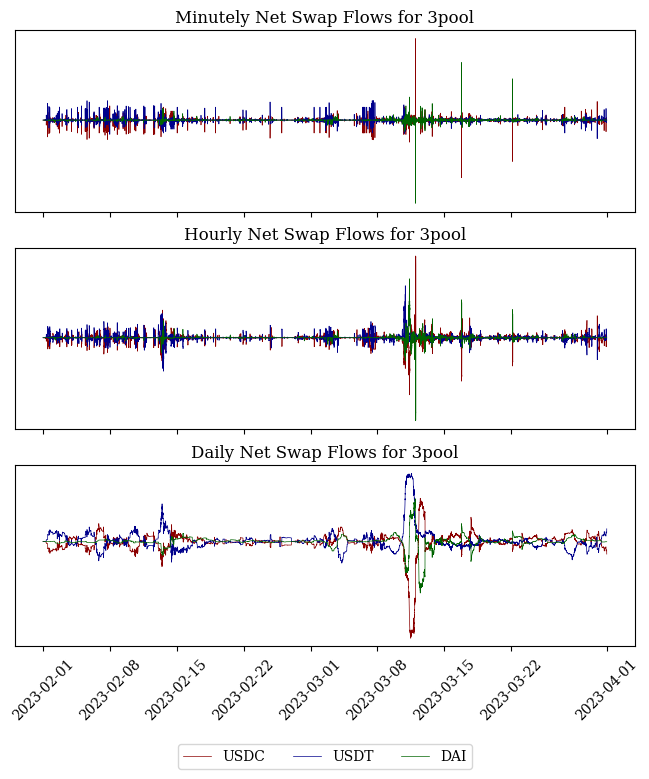 Minutely Net Swap Flows for 3pool
Hourly Net Swap Flows for 3pool
Daily Net Swap Flows for 3pool
2023-02-01 2023-02-08 2023-02-15 2023-02-22 2023-03-01 2023-03-08 2023-03-15 2023-03-22 2023-04-01
USDC USDT DAI